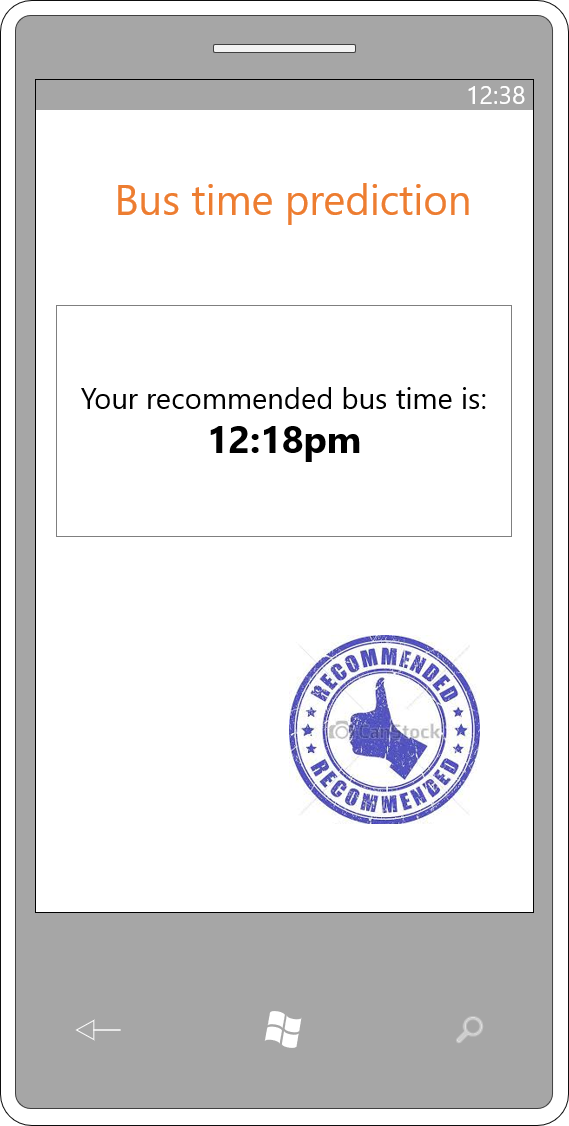 12:38
Bus time prediction
Your recommended bus time is:
12:18pm
RECOMMENDED
CanStock
RECOMMENDED